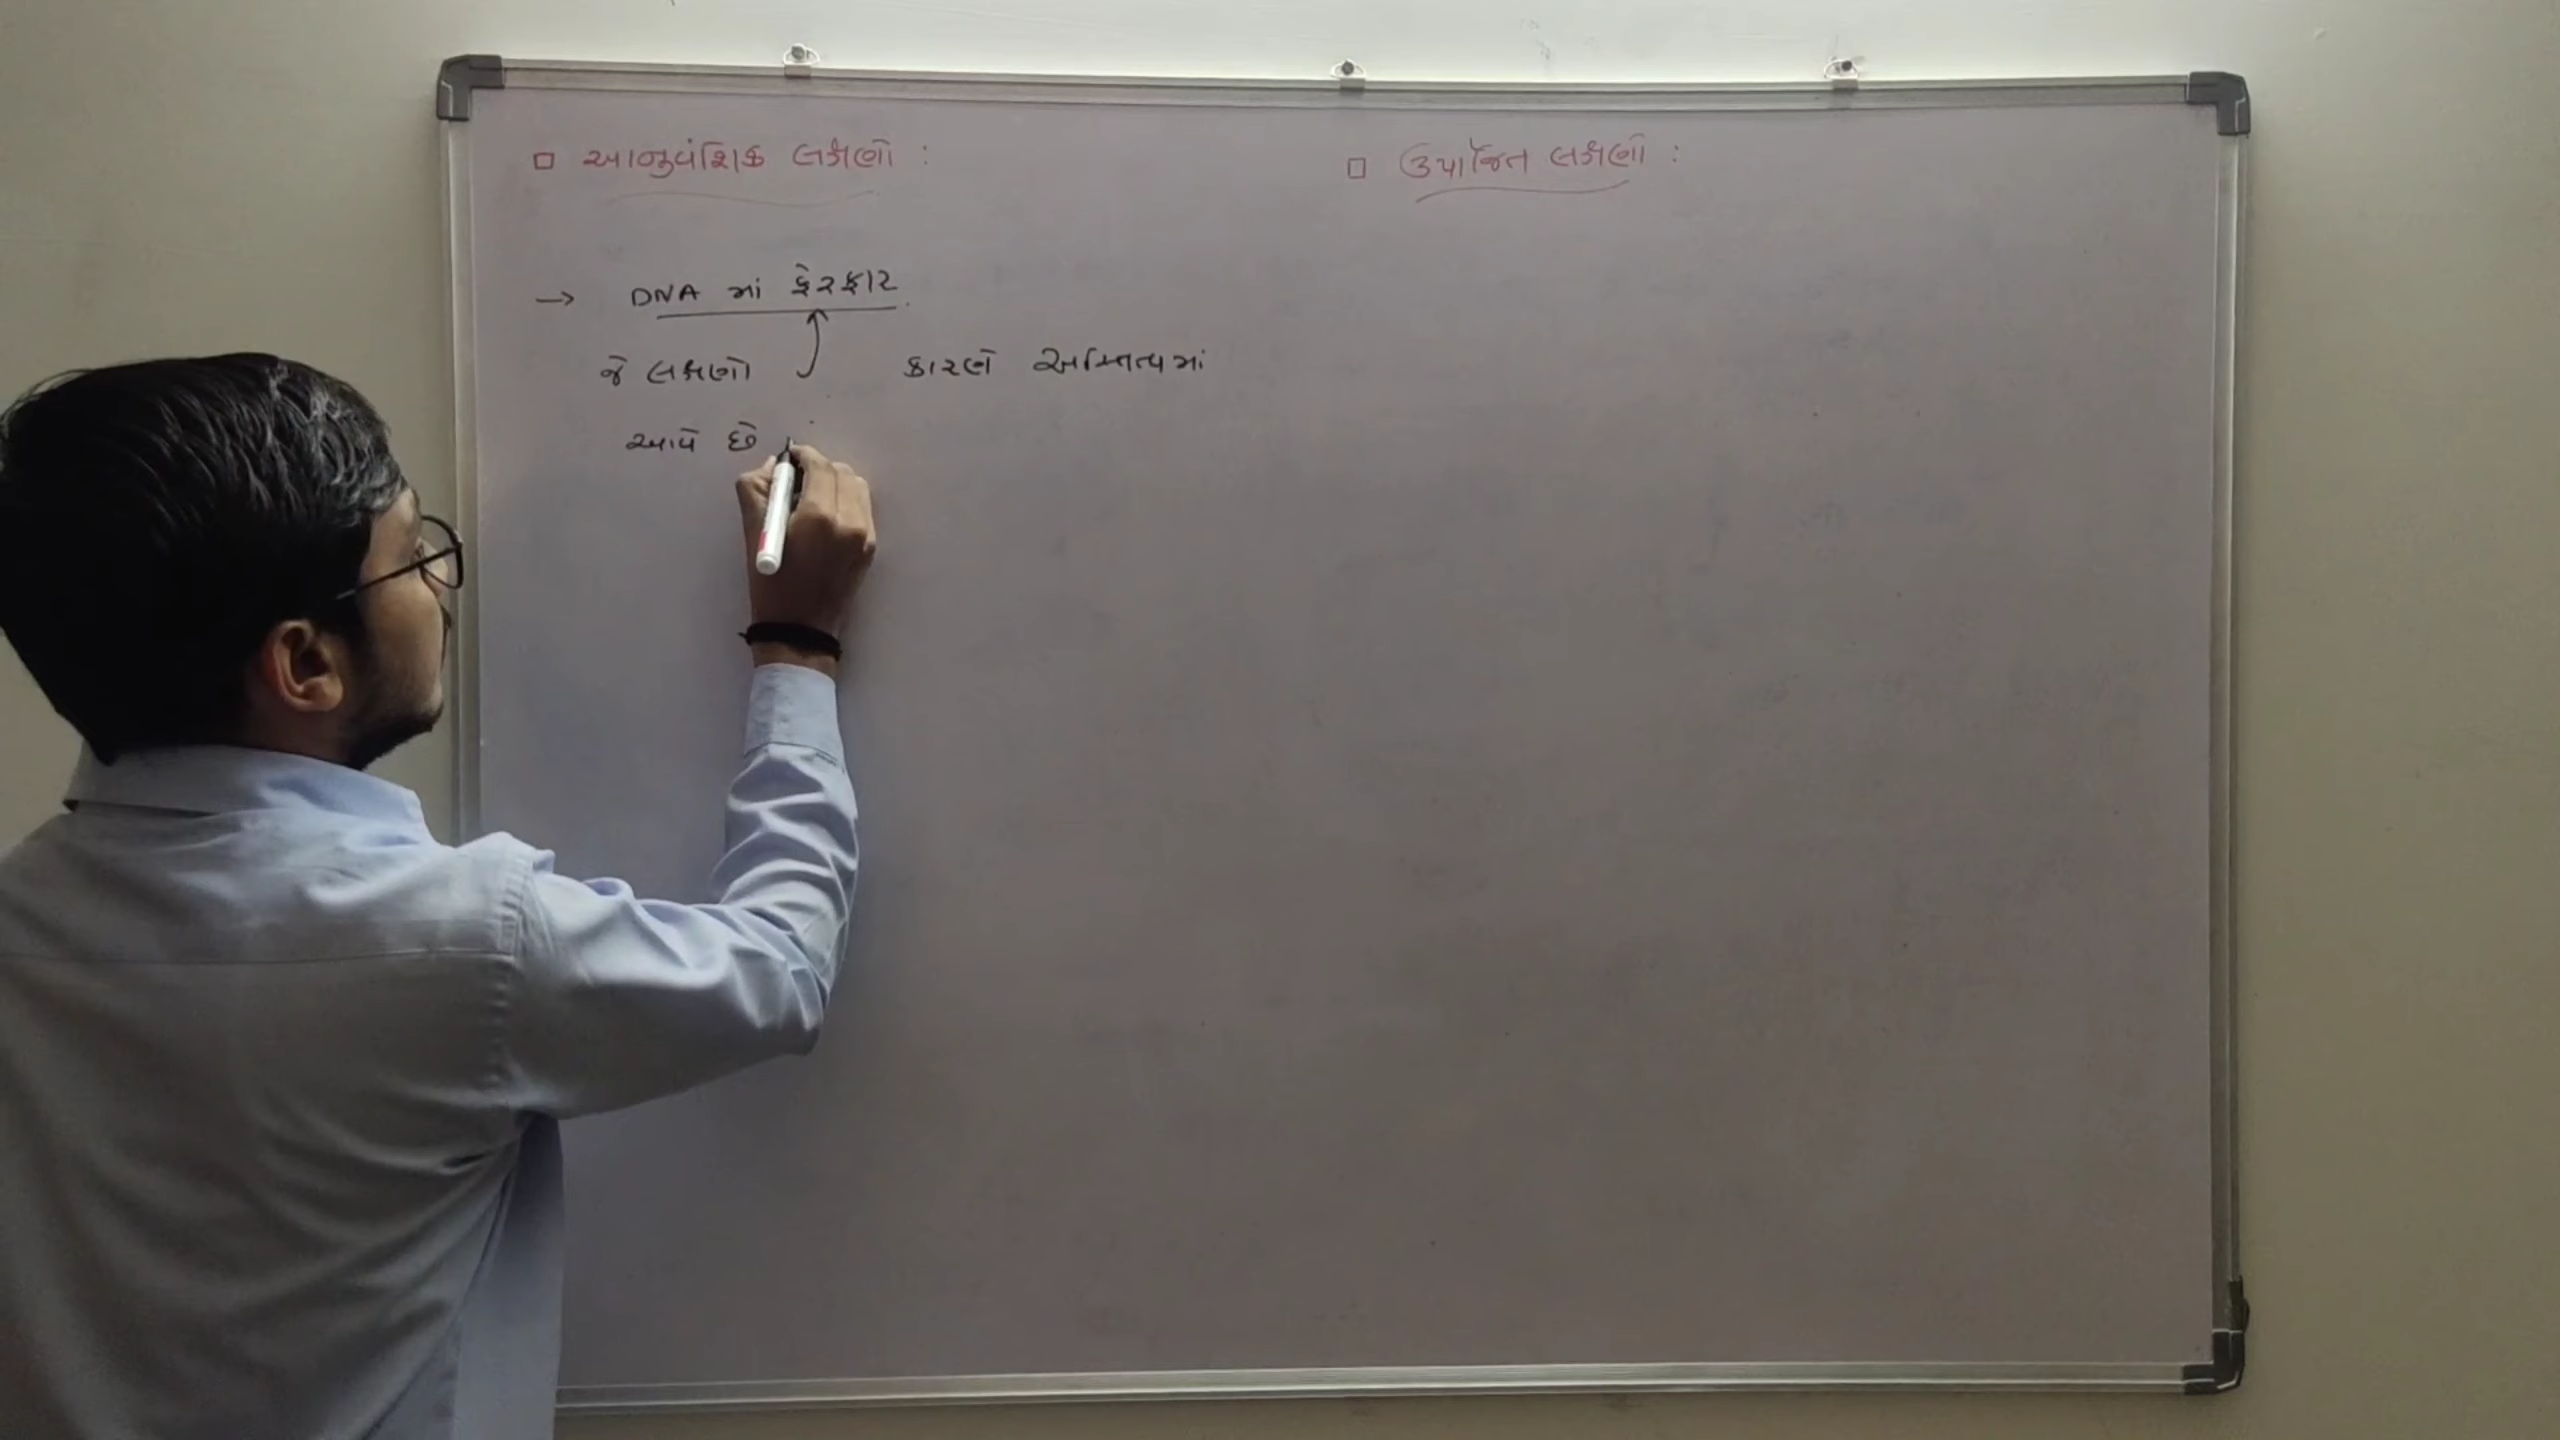 □ આનુવંશિક લક્ષણો :
→ DNA માં ફેરફાર
જે લક્ષણો કારણે અસ્તિત્વમાં
આવે છે
□ ઉપાર્જિત લક્ષણો :